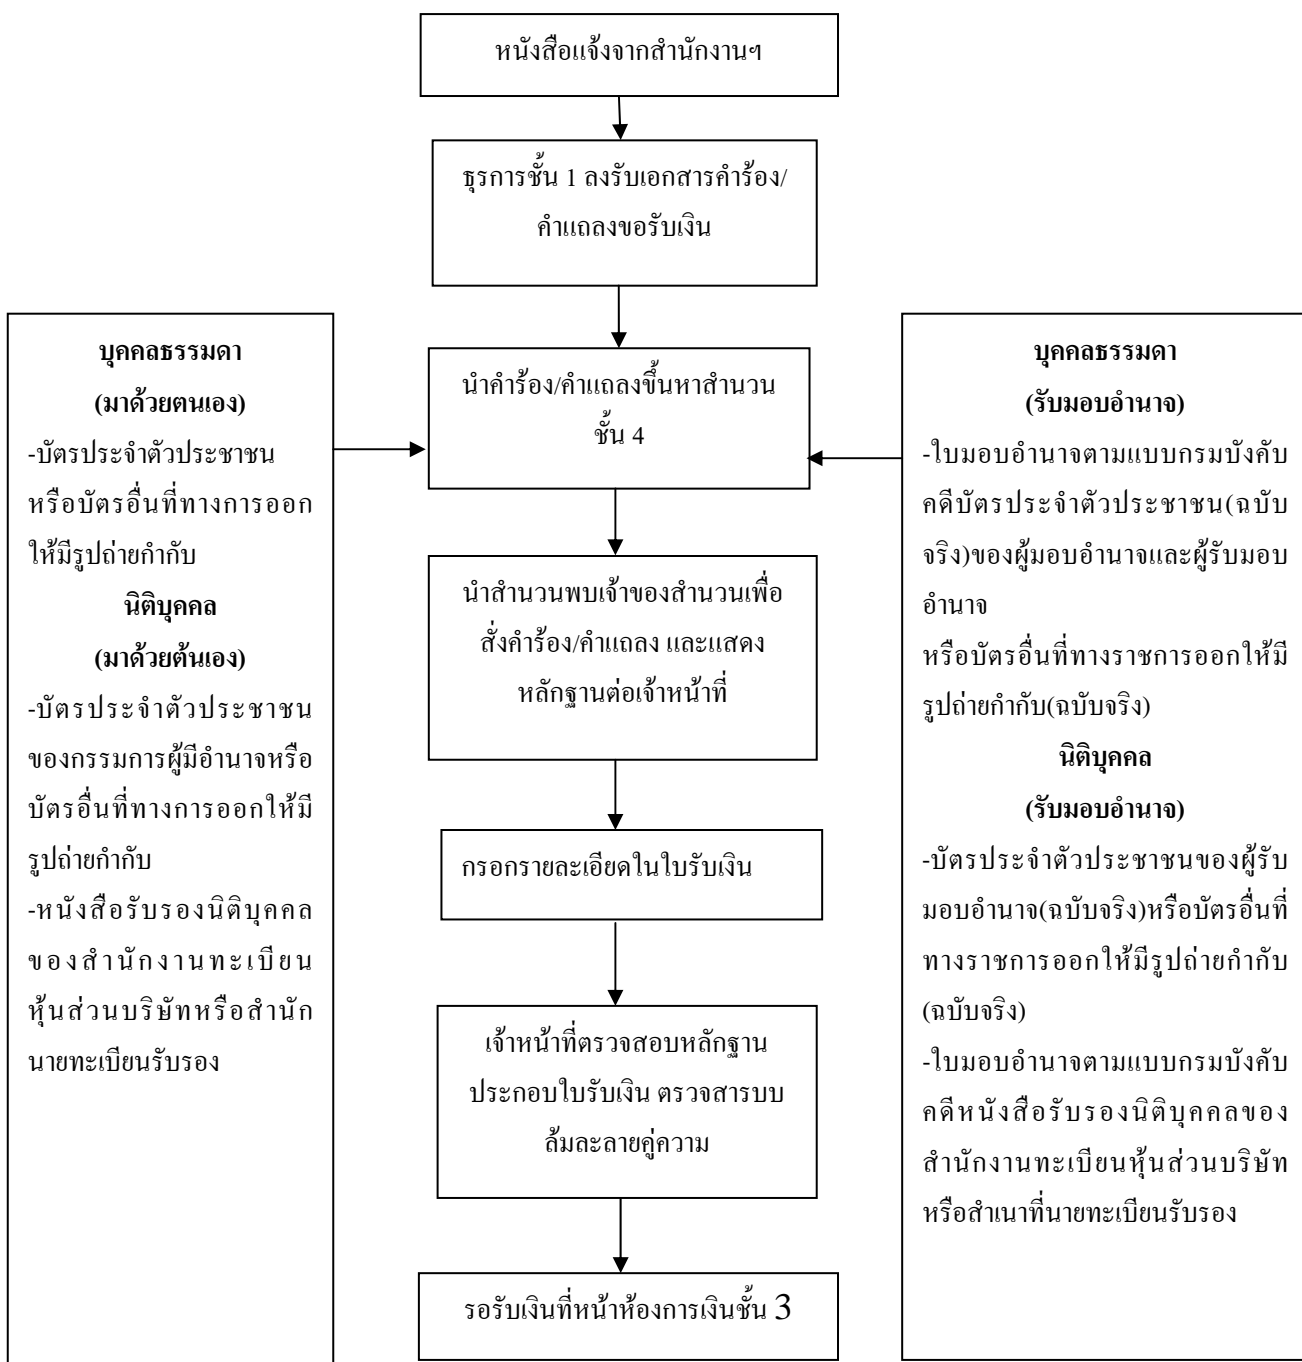 หนังสือแจ้งจากสำนักงานฯ
ธุรการชั้น 1 ลงรับเอกสารคำร้อง/
คำแถลงขอรับเงิน
นำคำร้อง/คำแถลงขึ้นหาสำนวน
ชั้น 4
นำสำนวนพบเจ้าของสำนวนเพื่อ
สั่งคำร้อง/คำแถลง และแสดง
หลักฐานต่อเจ้าหน้าที่
กรอกรายละเอียดในใบรับเงิน
เจ้าหน้าที่ตรวจสอบหลักฐาน
ประกอบใบรับเงิน ตรวจสารบบ
ล้มละลายคู่ความ
รอรับเงินที่หน้าห้องการเงินชั้น 3
บุคคลธรรมดา
(มาด้วยตนเอง)
-บัตรประจำตัวประชาชน
หรือบัตรอื่นที่ทางการออก
ให้มีรูปถ่ายกำกับ
นิติบุคคล
(มาด้วยต้นเอง)
-บัตรประจำตัวประชาชน
ของกรรมการผู้มีอำนาจหรือ
บัตรอื่นที่ทางการออกให้มี
รูปถ่ายกำกับ
-หนังสือรับรองนิติบุคคล
ของสำนักงานทะเบียน
หุ้นส่วนบริษัทหรือสำนัก
นายทะเบียนรับรอง
บุคคลธรรมดา
(รับมอบอำนาจ)
-ใบมอบอำนาจตามแบบกรมบังคับ
คดีบัตรประจำตัวประชาชน(ฉบับ
จริง)ของผู้มอบอำนาจและผู้รับมอบ
อำนาจ
หรือบัตรอื่นที่ทางราชการออกให้มี
รูปถ่ายกำกับ(ฉบับจริง)
นิติบุคคล
(รับมอบอำนาจ)
-บัตรประจำตัวประชาชนของผู้รับ
มอบอำนาจ(ฉบับจริง)หรือบัตรอื่นที่
ทางราชการออกให้มีรูปถ่ายกำกับ
(ฉบับจริง)
-ใบมอบอำนาจตามแบบกรมบังคับ
คดีหนังสือรับรองนิติบุคคลของ
สำนักงานทะเบียนหุ้นส่วนบริษัท
หรือสำเนาที่นายทะเบียนรับรอง